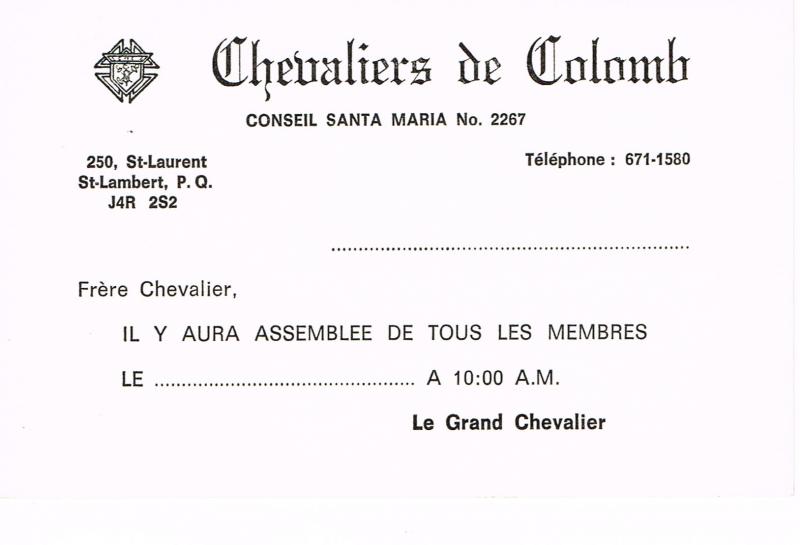 Chevaliers de Colomb
CONSEIL SANTA MARIA No. 2267
250, St-Laurent
St-Lambert, P. Q.
J4R 2S2
Téléphone : 671-1580
Frère Chevalier,
IL Y AURA ASSEMBLEE DE TOUS LES MEMBRES
LE .............................................. A 10:00 A.M.
Le Grand Chevalier